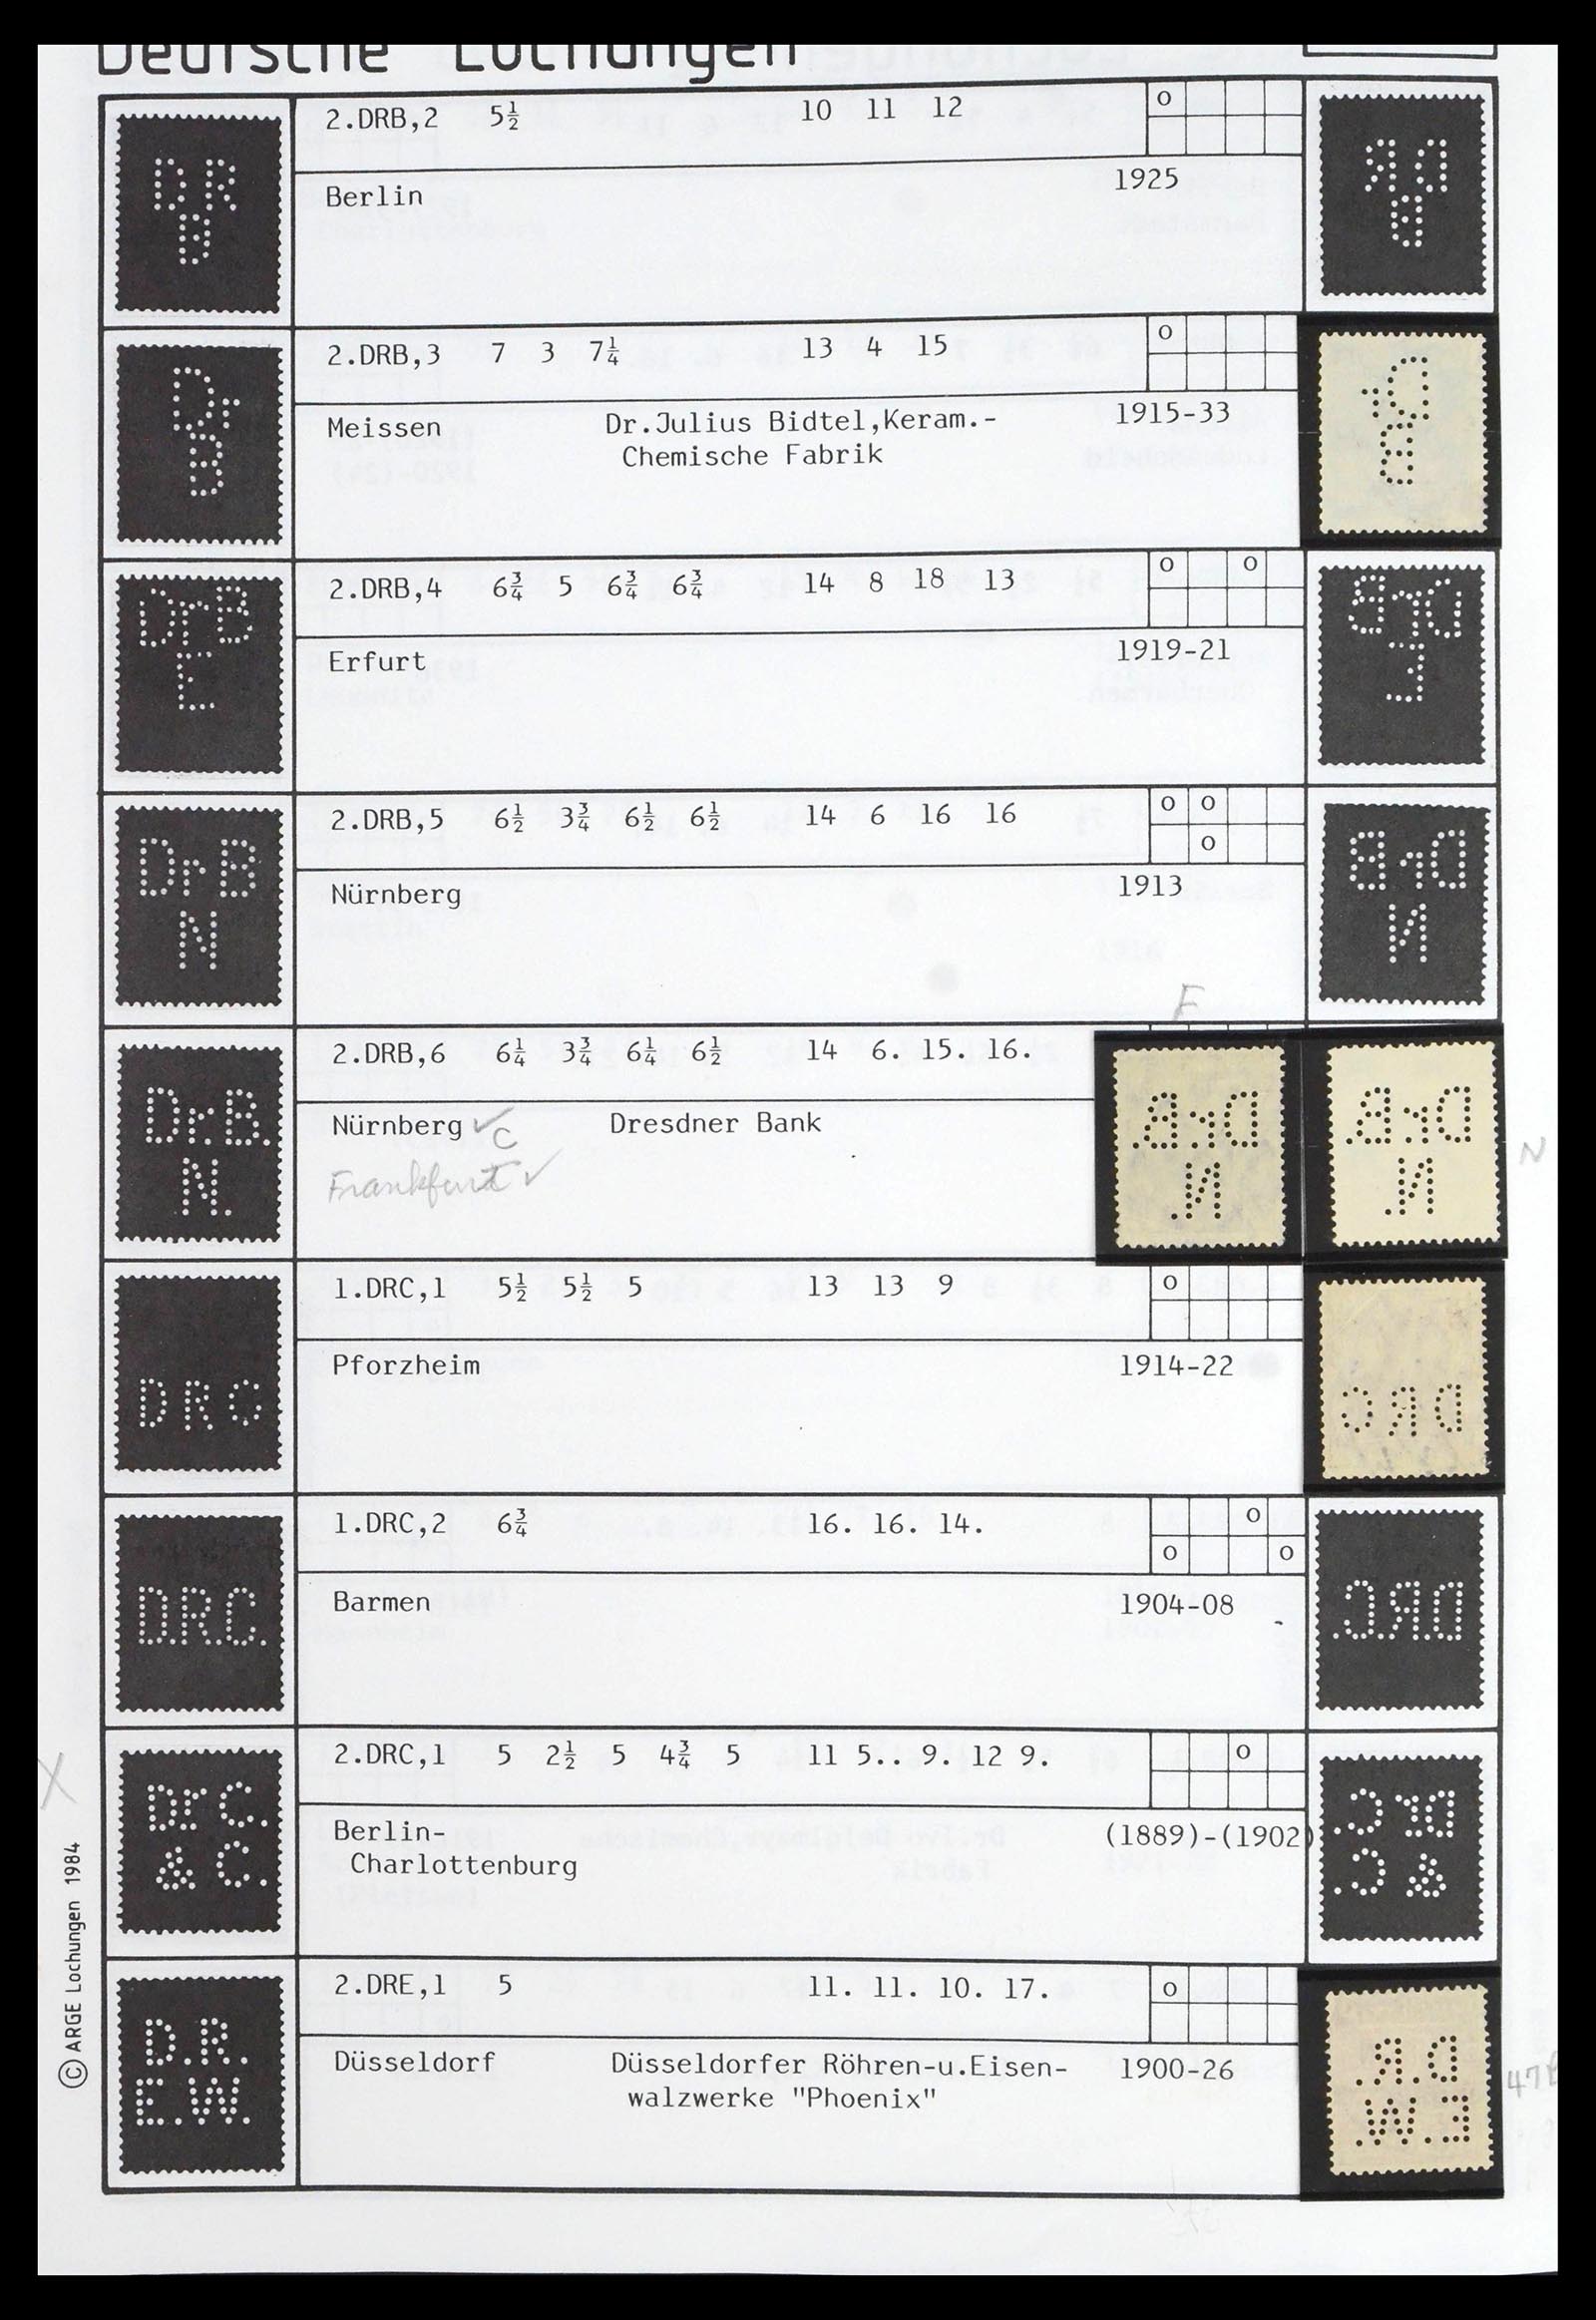 Deutsche Lochungen
D R
B
2.DRB,2 5½ 10 11 12
o
Berlin 1925
Dr
B
2.DRB,3 7 3 7¼ 13 4 15
o
Meissen Dr.Julius Bidtel,Keram.- 1915-33
Chemische Fabrik
DrB
E
2.DRB,4 6¾ 5 6¾ 6¾ 14 8 18 13
o o
Erfurt 1919-21
DrB
N
2.DRB,5 6½ 3¾ 6½ 6½ 14 6 16 16
o o
o
Nürnberg 1913
F
Dr.B.
N.
2.DRB,6 6¼ 3¾ 6¼ 6½ 14 6. 15. 16.
Nürnberg ✓ C Dresdner Bank
Frankfurt ✓
N
D R C
1.DRC,1 5½ 5½ 5 13 13 9
o
Pforzheim 1914-22
D.R.C.
1.DRC,2 6¾ 16. 16. 14.
o
o o
Barmen 1904-08
X
Dr C.
& C.
2.DRC,1 5 2½ 5 4¾ 5 11 5.. 9. 12 9.
o
Berlin- (1889)-(1902)
Charlottenburg
D.R.
E.W.
2.DRE,1 5 11. 11. 10. 17.
o
Düsseldorf Düsseldorfer Röhren-u.Eisen- 1900-26
walzwerke "Phoenix"
© ARGE Lochungen 1984